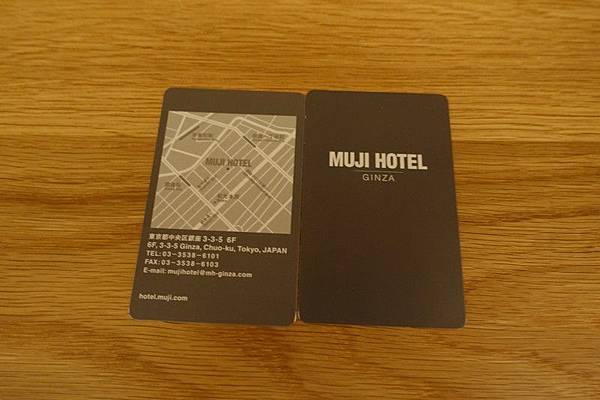 MUJI HOTEL
東京都中央区銀座 3-3-5 6F
6F, 3-3-5 Ginza, Chuo-ku, Tokyo, JAPAN
TEL: 03-3538-6101
FAX: 03-3538-6103
E-mail: mujihotel@mh-ginza.com
hotel.muji.com
MUJI HOTEL
GINZA